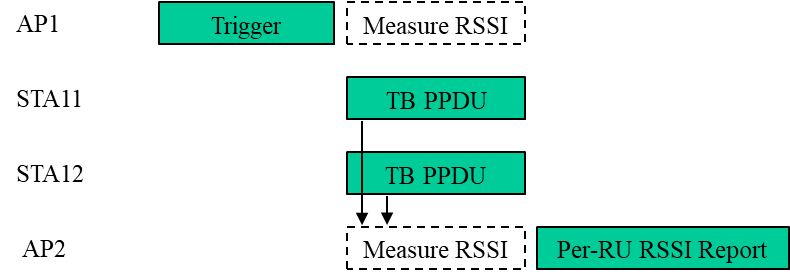 AP1 Trigger Measure RSSI
STA11 TB PPDU
STA12 TB PPDU
AP2 Measure RSSI Per-RU RSSI Report